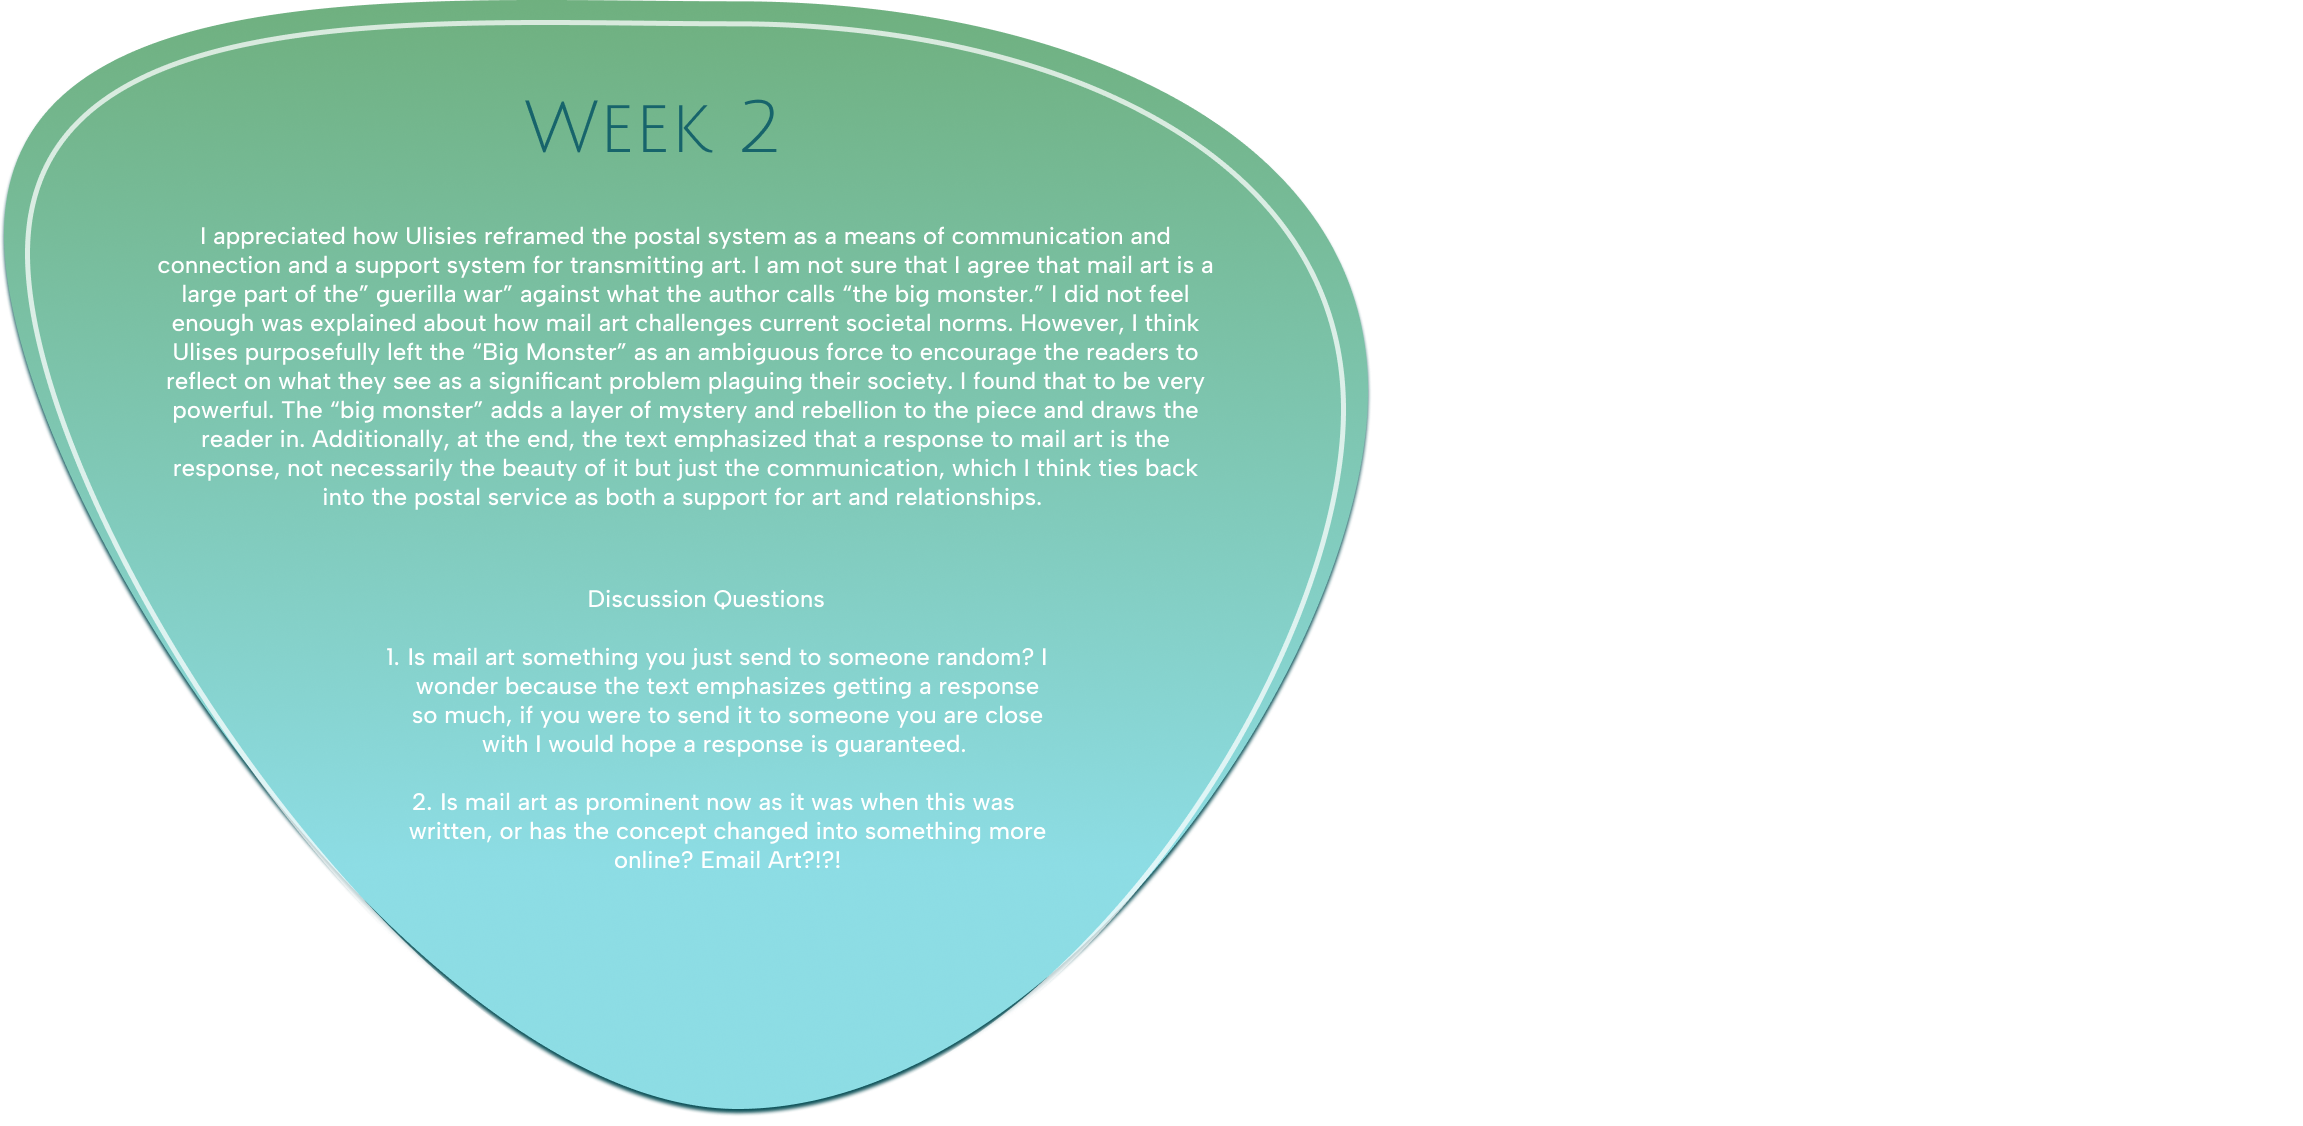 WEEK 2
I appreciated how Ulisies reframed the postal system as a means of communication and
connection and a support system for transmitting art. I am not sure that I agree that mail art is a
large part of the” guerilla war” against what the author calls “the big monster.” I did not feel
enough was explained about how mail art challenges current societal norms. However, I think
Ulises purposefully left the “Big Monster” as an ambiguous force to encourage the readers to
reflect on what they see as a significant problem plaguing their society. I found that to be very
powerful. The “big monster” adds a layer of mystery and rebellion to the piece and draws the
reader in. Additionally, at the end, the text emphasized that a response to mail art is the
response, not necessarily the beauty of it but just the communication, which I think ties back
into the postal service as both a support for art and relationships.
Discussion Questions
1. Is mail art something you just send to someone random? I
wonder because the text emphasizes getting a response
so much, if you were to send it to someone you are close
with I would hope a response is guaranteed.
2. Is mail art as prominent now as it was when this was
written, or has the concept changed into something more
online? Email Art?!?!